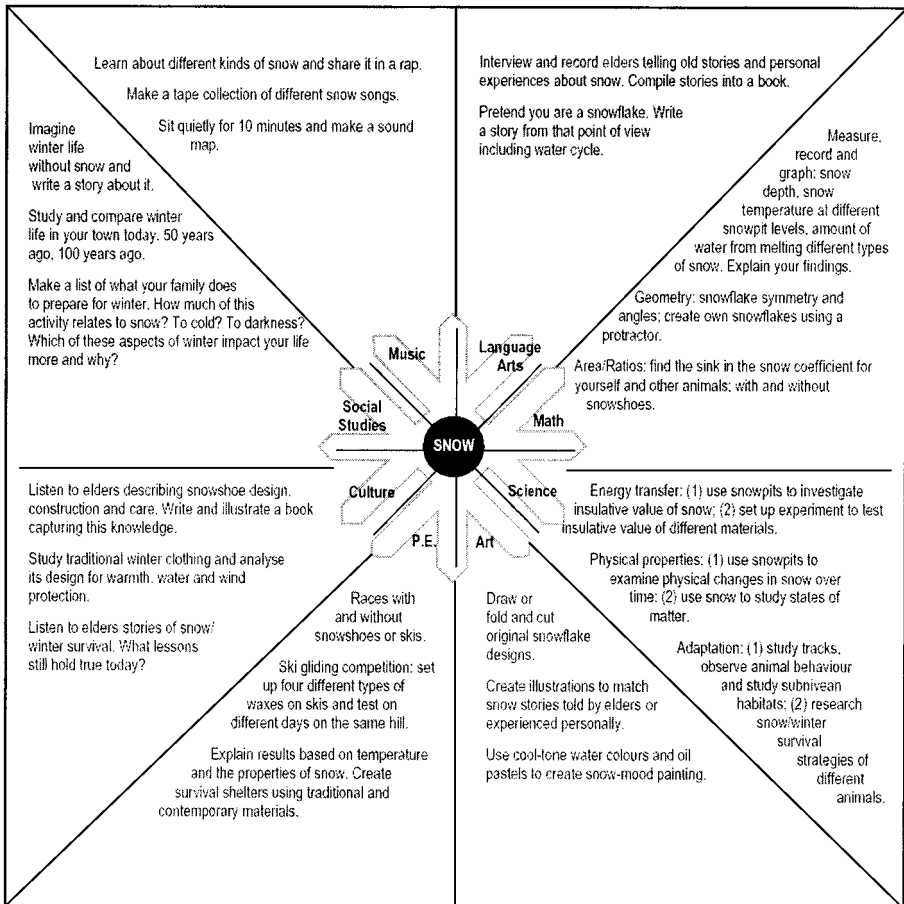 Learn about different kinds of snow and share it in a rap.
Make a tape collection of different snow songs.
Sit quietly for 10 minutes and make a sound
map.
Interview and record elders telling old stories and personal
experiences about snow. Compile stories into a book.
Pretend you are a snowflake. Write
a story from that point of view
including water cycle.
Imagine
winter life
without snow and
write a story about it.
Study and compare winter
life in your town today. 50 years
ago, 100 years ago.
Make a list of what your family does
to prepare for winter. How much of this
activity relates to snow? To cold? To darkness?
Which of these aspects of winter impact your life
more and why?
Measure,
record and
graph: snow
depth, snow
temperature at different
snowpit levels, amount of
water from melting different types
of snow. Explain your findings.
Geometry: snowflake symmetry and
angles; create own snowflakes using a
protractor.
Area/Ratios: find the sink in the snow coefficient for
yourself and other animals; with and without
snowshoes.
Music
Language
Arts
Social
Studies
Math
SNOW
Culture
Science
P.E.
Art
Listen to elders describing snowshoe design,
construction and care. Write and illustrate a book
capturing this knowledge.
Study traditional winter clothing and analyse
its design for warmth. water and wind
protection.
Listen to elders stories of snow/
winter survival. What lessons
still hold true today?
Races with
and without
snowshoes or skis.
Ski gliding competition: set
up four different types of
waxes on skis and test on
different days on the same hill.
Explain results based on temperature
and the properties of snow. Create
survival shelters using traditional and
contemporary materials.
Draw or
fold and cut
original snowflake
designs.
Create illustrations to match
snow stories told by elders or
experienced personally.
Use cool-tone water colours and oil
pastels to create snow-mood painting.
Energy transfer: (1) use snowpits to investigate
insulative value of snow; (2) set up experiment to test
insulative value of different materials.
Physical properties: (1) use snowpits to
examine physical changes in snow over
time: (2) use snow to study states of
matter.
Adaptation: (1) study tracks,
observe animal behaviour
and study subnivean
habitats; (2) research
snow/winter
survival
strategies of
different
animals.